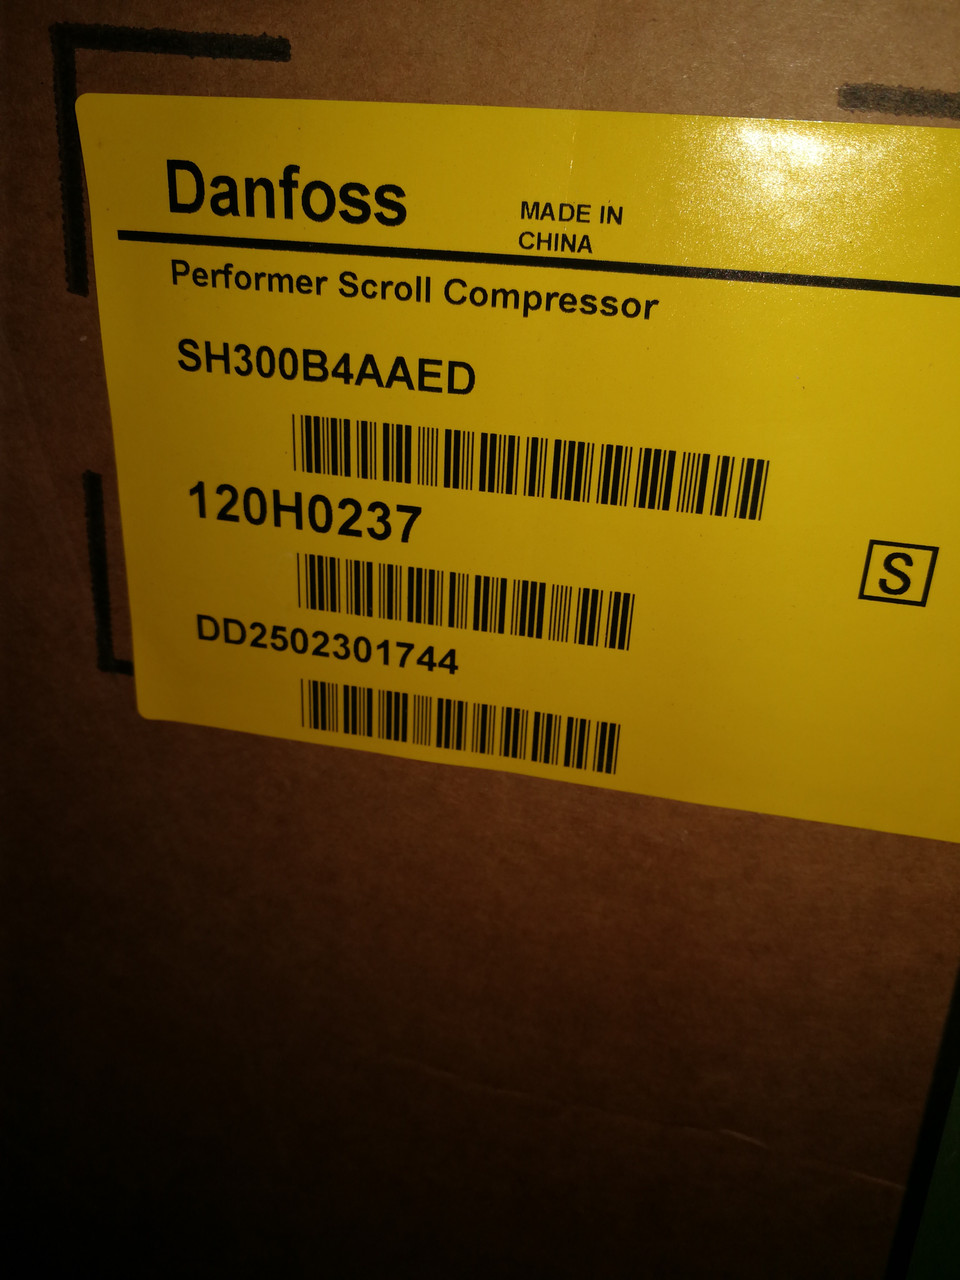 Danfoss
MADE IN
CHINA
Performer Scroll Compressor
SH300B4AAED
120H0237
S
DD2502301744